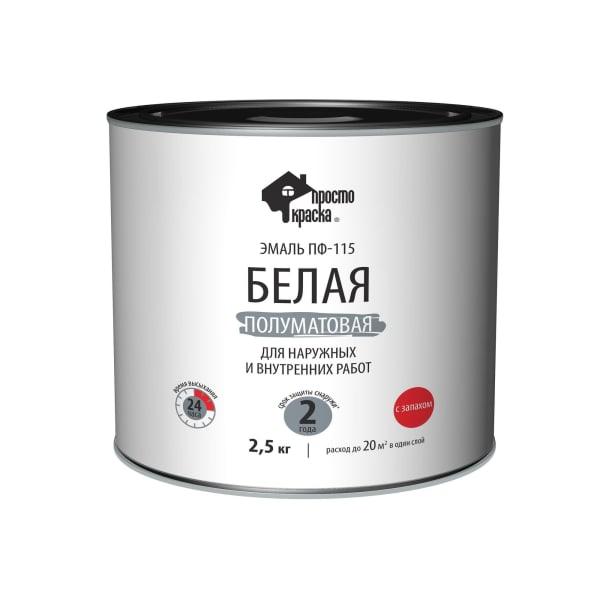 просто
краска ®
ЭМАЛЬ ПФ-115
БЕЛАЯ
ПОЛУМАТОВАЯ
ДЛЯ НАРУЖНЫХ
И ВНУТРЕННИХ РАБОТ
время высыхания
24
часа
срок защиты снаружи*
2
года
с запахом
2,5 кг
расход до 20 м² в один слой